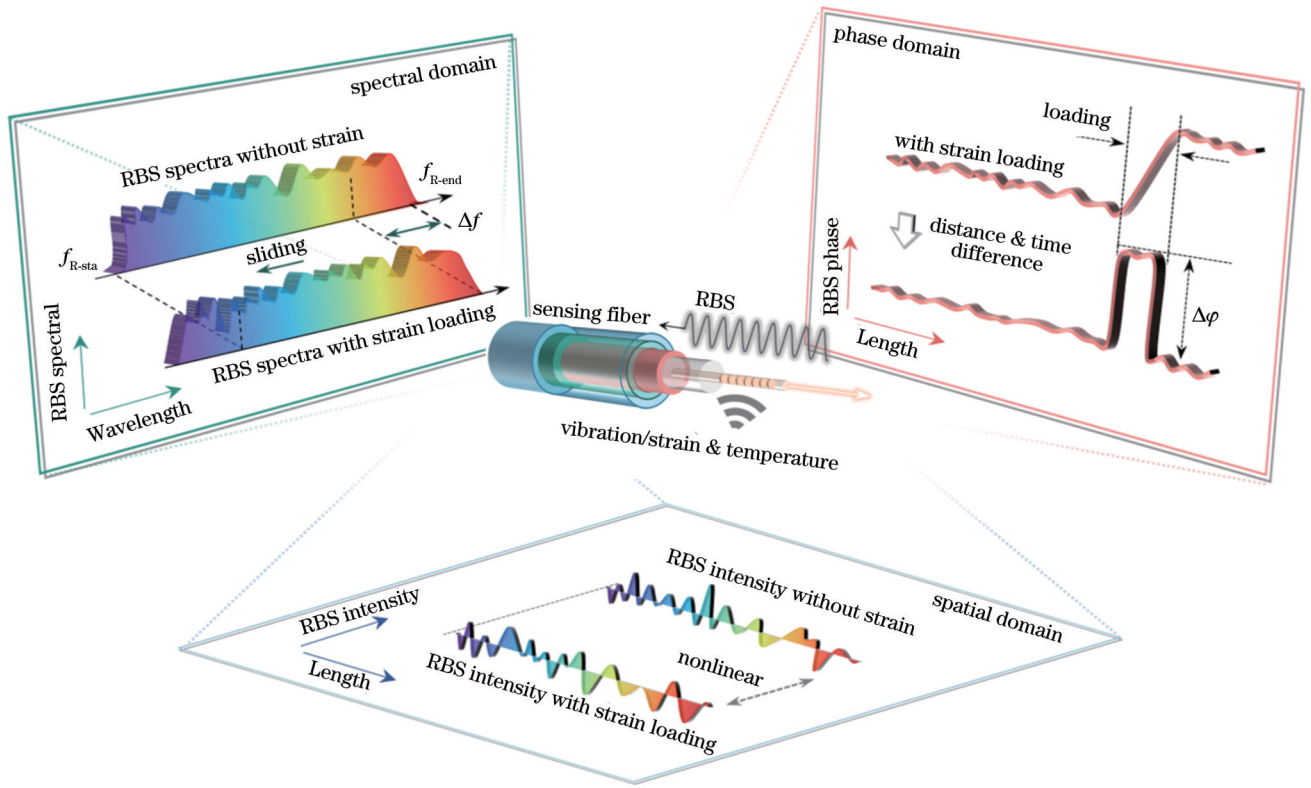 spectral domain
RBS spectra without strain
f_R-end
Δf
f_R-sta
sliding
RBS spectra with strain loading
RBS spectral
Wavelength
phase domain
loading
with strain loading
distance & time
difference
RBS phase
Length
Δφ
RBS
sensing fiber
vibration/strain & temperature
spatial domain
RBS intensity without strain
RBS intensity
Length
nonlinear
RBS intensity with strain loading